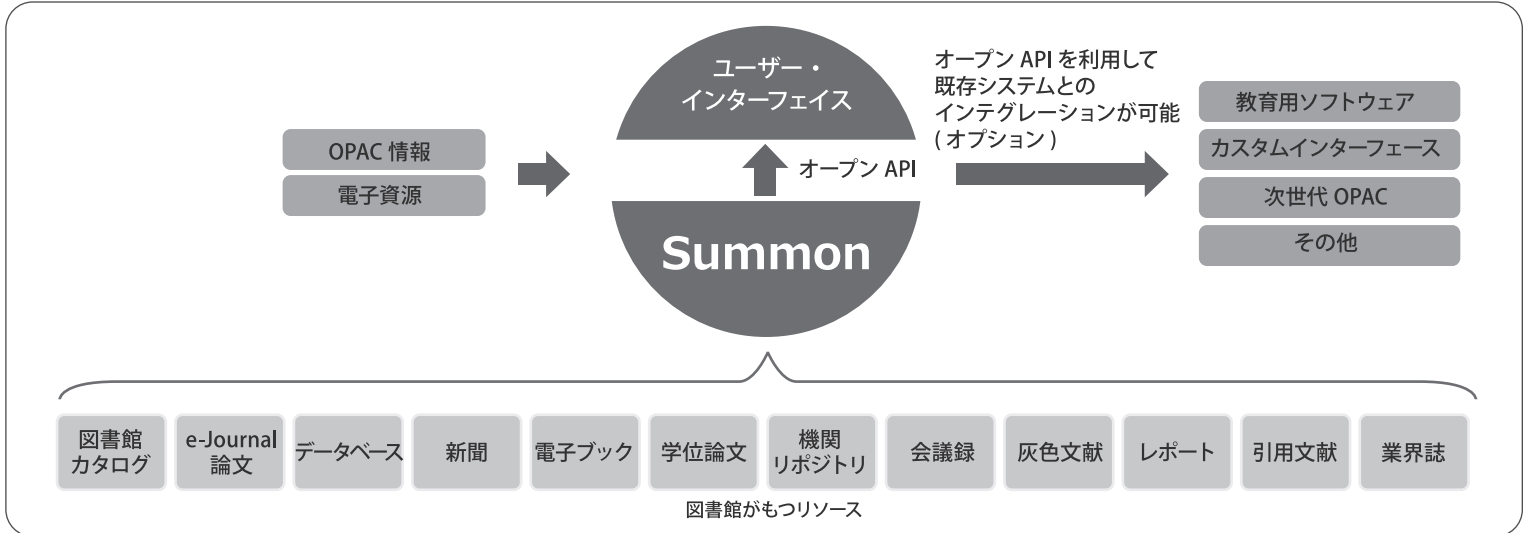 ユーザー・
インターフェイス
オープン API を利用して
既存システムとの
インテグレーションが可能
( オプション )
OPAC 情報
電子資源
オープン API
Summon
教育用ソフトウェア
カスタムインターフェース
次世代 OPAC
その他
図書館
カタログ
e-Journal
論文
データベース
新聞
電子ブック
学位論文
機関
リポジトリ
会議録
灰色文献
レポート
引用文献
業界誌
図書館がもつリソース